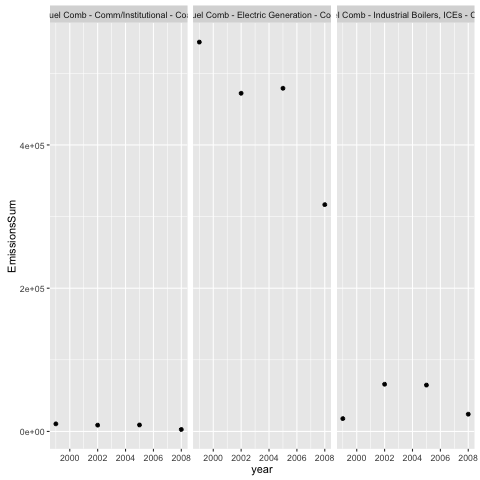 uel Comb - Comm/Institutional - Co
uel Comb - Electric Generation - Co
l Comb - Industrial Boilers, ICEs - C
EmissionsSum
4e+05
2e+05
0e+00
2000 2002 2004 2006 2008 2000 2002 2004 2006 2008 2000 2002 2004 2006 2008
year